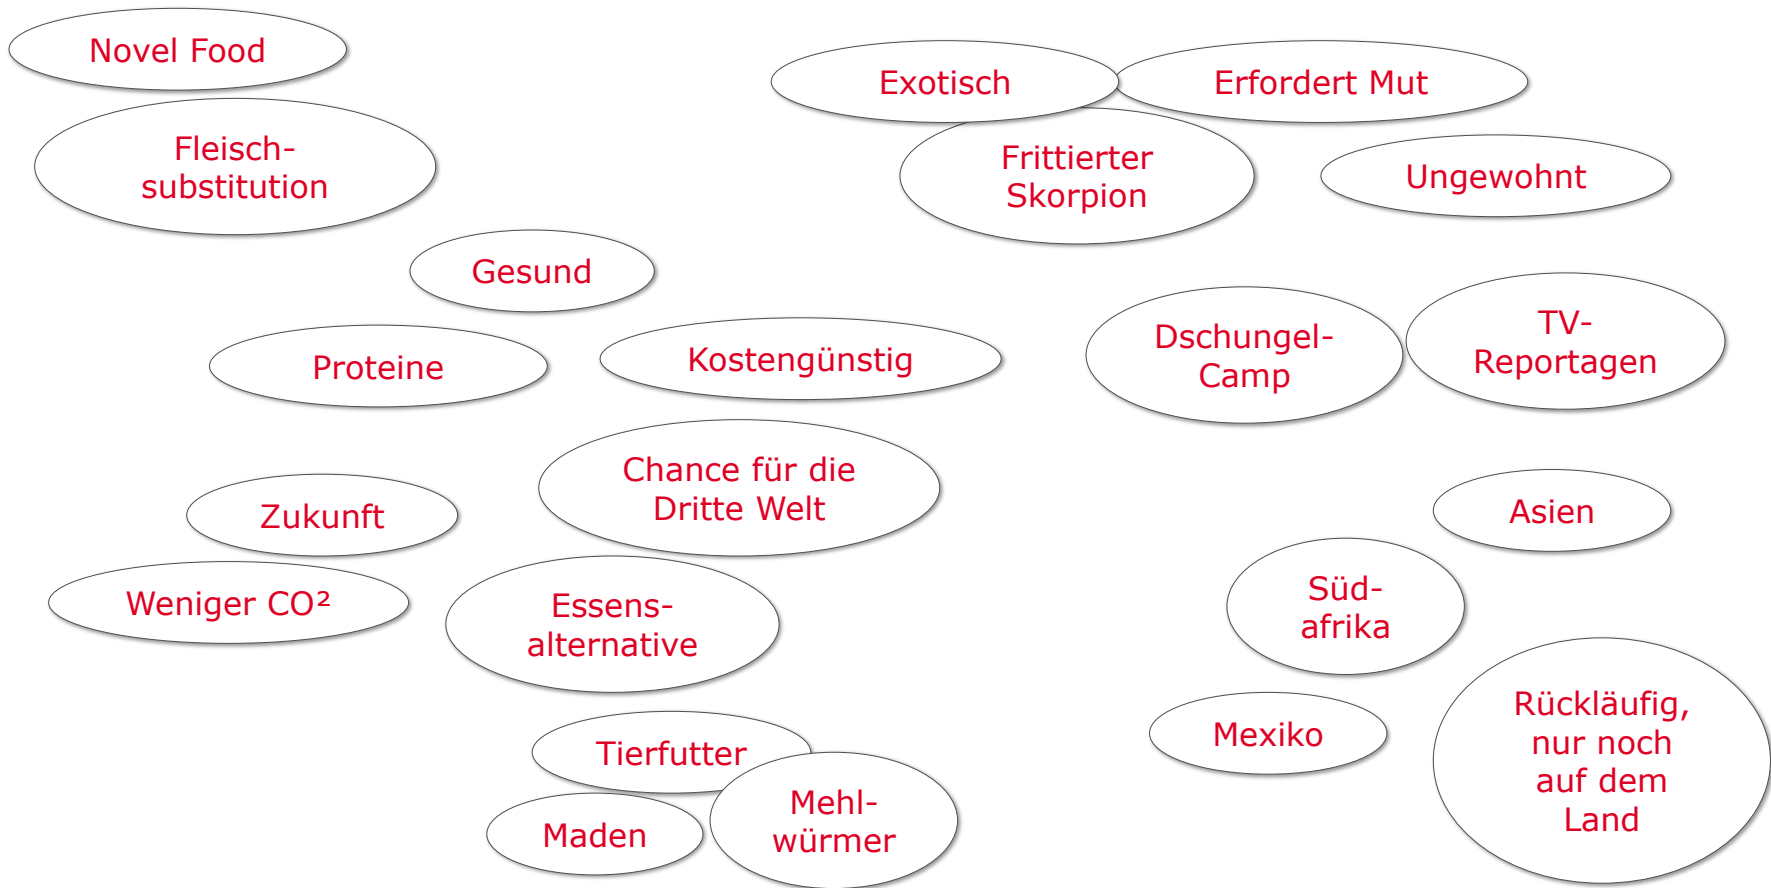 Novel Food
Fleisch-
substitution
Gesund
Proteine
Kostengünstig
Chance für die
Dritte Welt
Zukunft
Weniger CO²
Essens-
alternative
Tierfutter
Maden
Mehl-
würmer
Exotisch
Erfordert Mut
Frittierter
Skorpion
Ungewohnt
Dschungel-
Camp
TV-
Reportagen
Asien
Süd-
afrika
Mexiko
Rückläufig,
nur noch
auf dem
Land